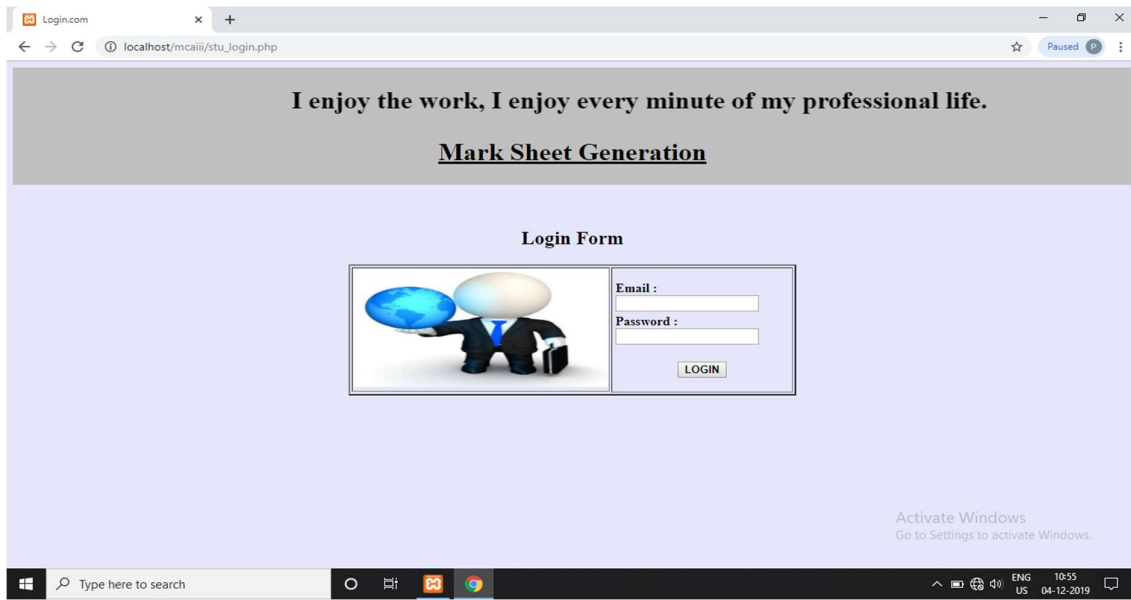 Login.com
localhost/mcaiii/stu_login.php
Paused P
I enjoy the work, I enjoy every minute of my professional life.
Mark Sheet Generation
Login Form
Email :
Password :
LOGIN
Activate Windows
Go to Settings to activate Windows.
Type here to search
ENG
US
10:55
04-12-2019